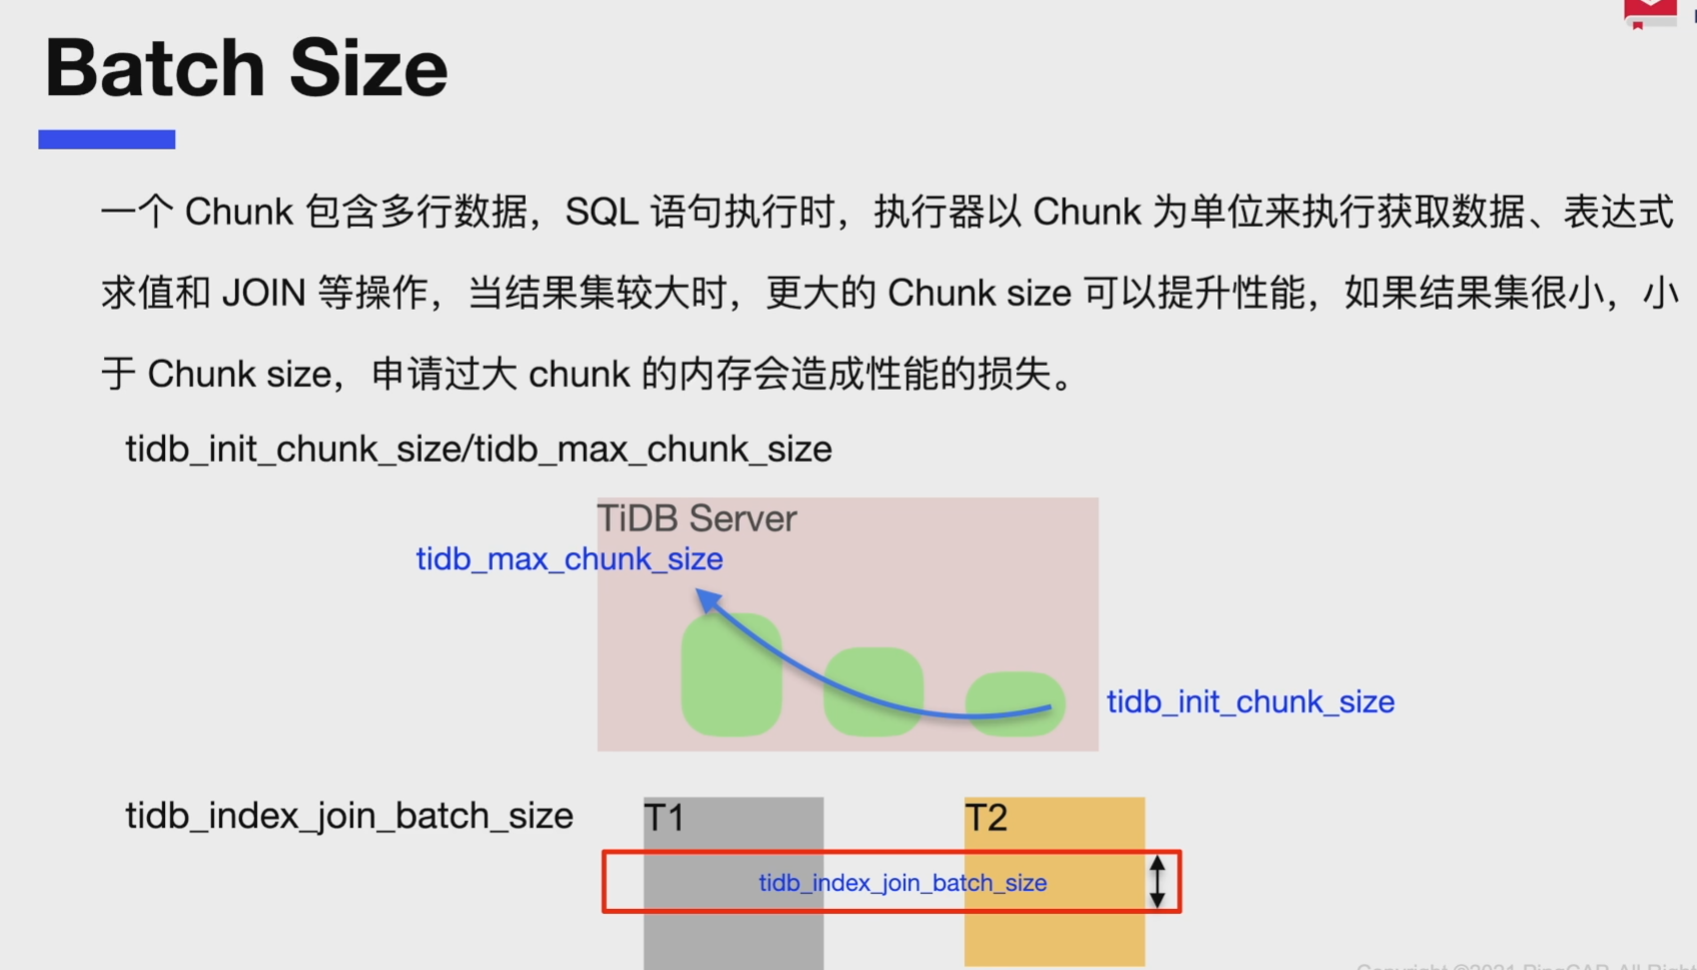 Batch Size
一个 Chunk 包含多行数据，SQL 语句执行时，执行器以 Chunk 为单位来执行获取数据、表达式
求值和 JOIN 等操作，当结果集较大时，更大的 Chunk size 可以提升性能，如果结果集很小，小
于 Chunk size，申请过大 chunk 的内存会造成性能的损失。
tidb_init_chunk_size/tidb_max_chunk_size
TiDB Server
tidb_max_chunk_size
tidb_init_chunk_size
tidb_index_join_batch_size
T1
T2
tidb_index_join_batch_size